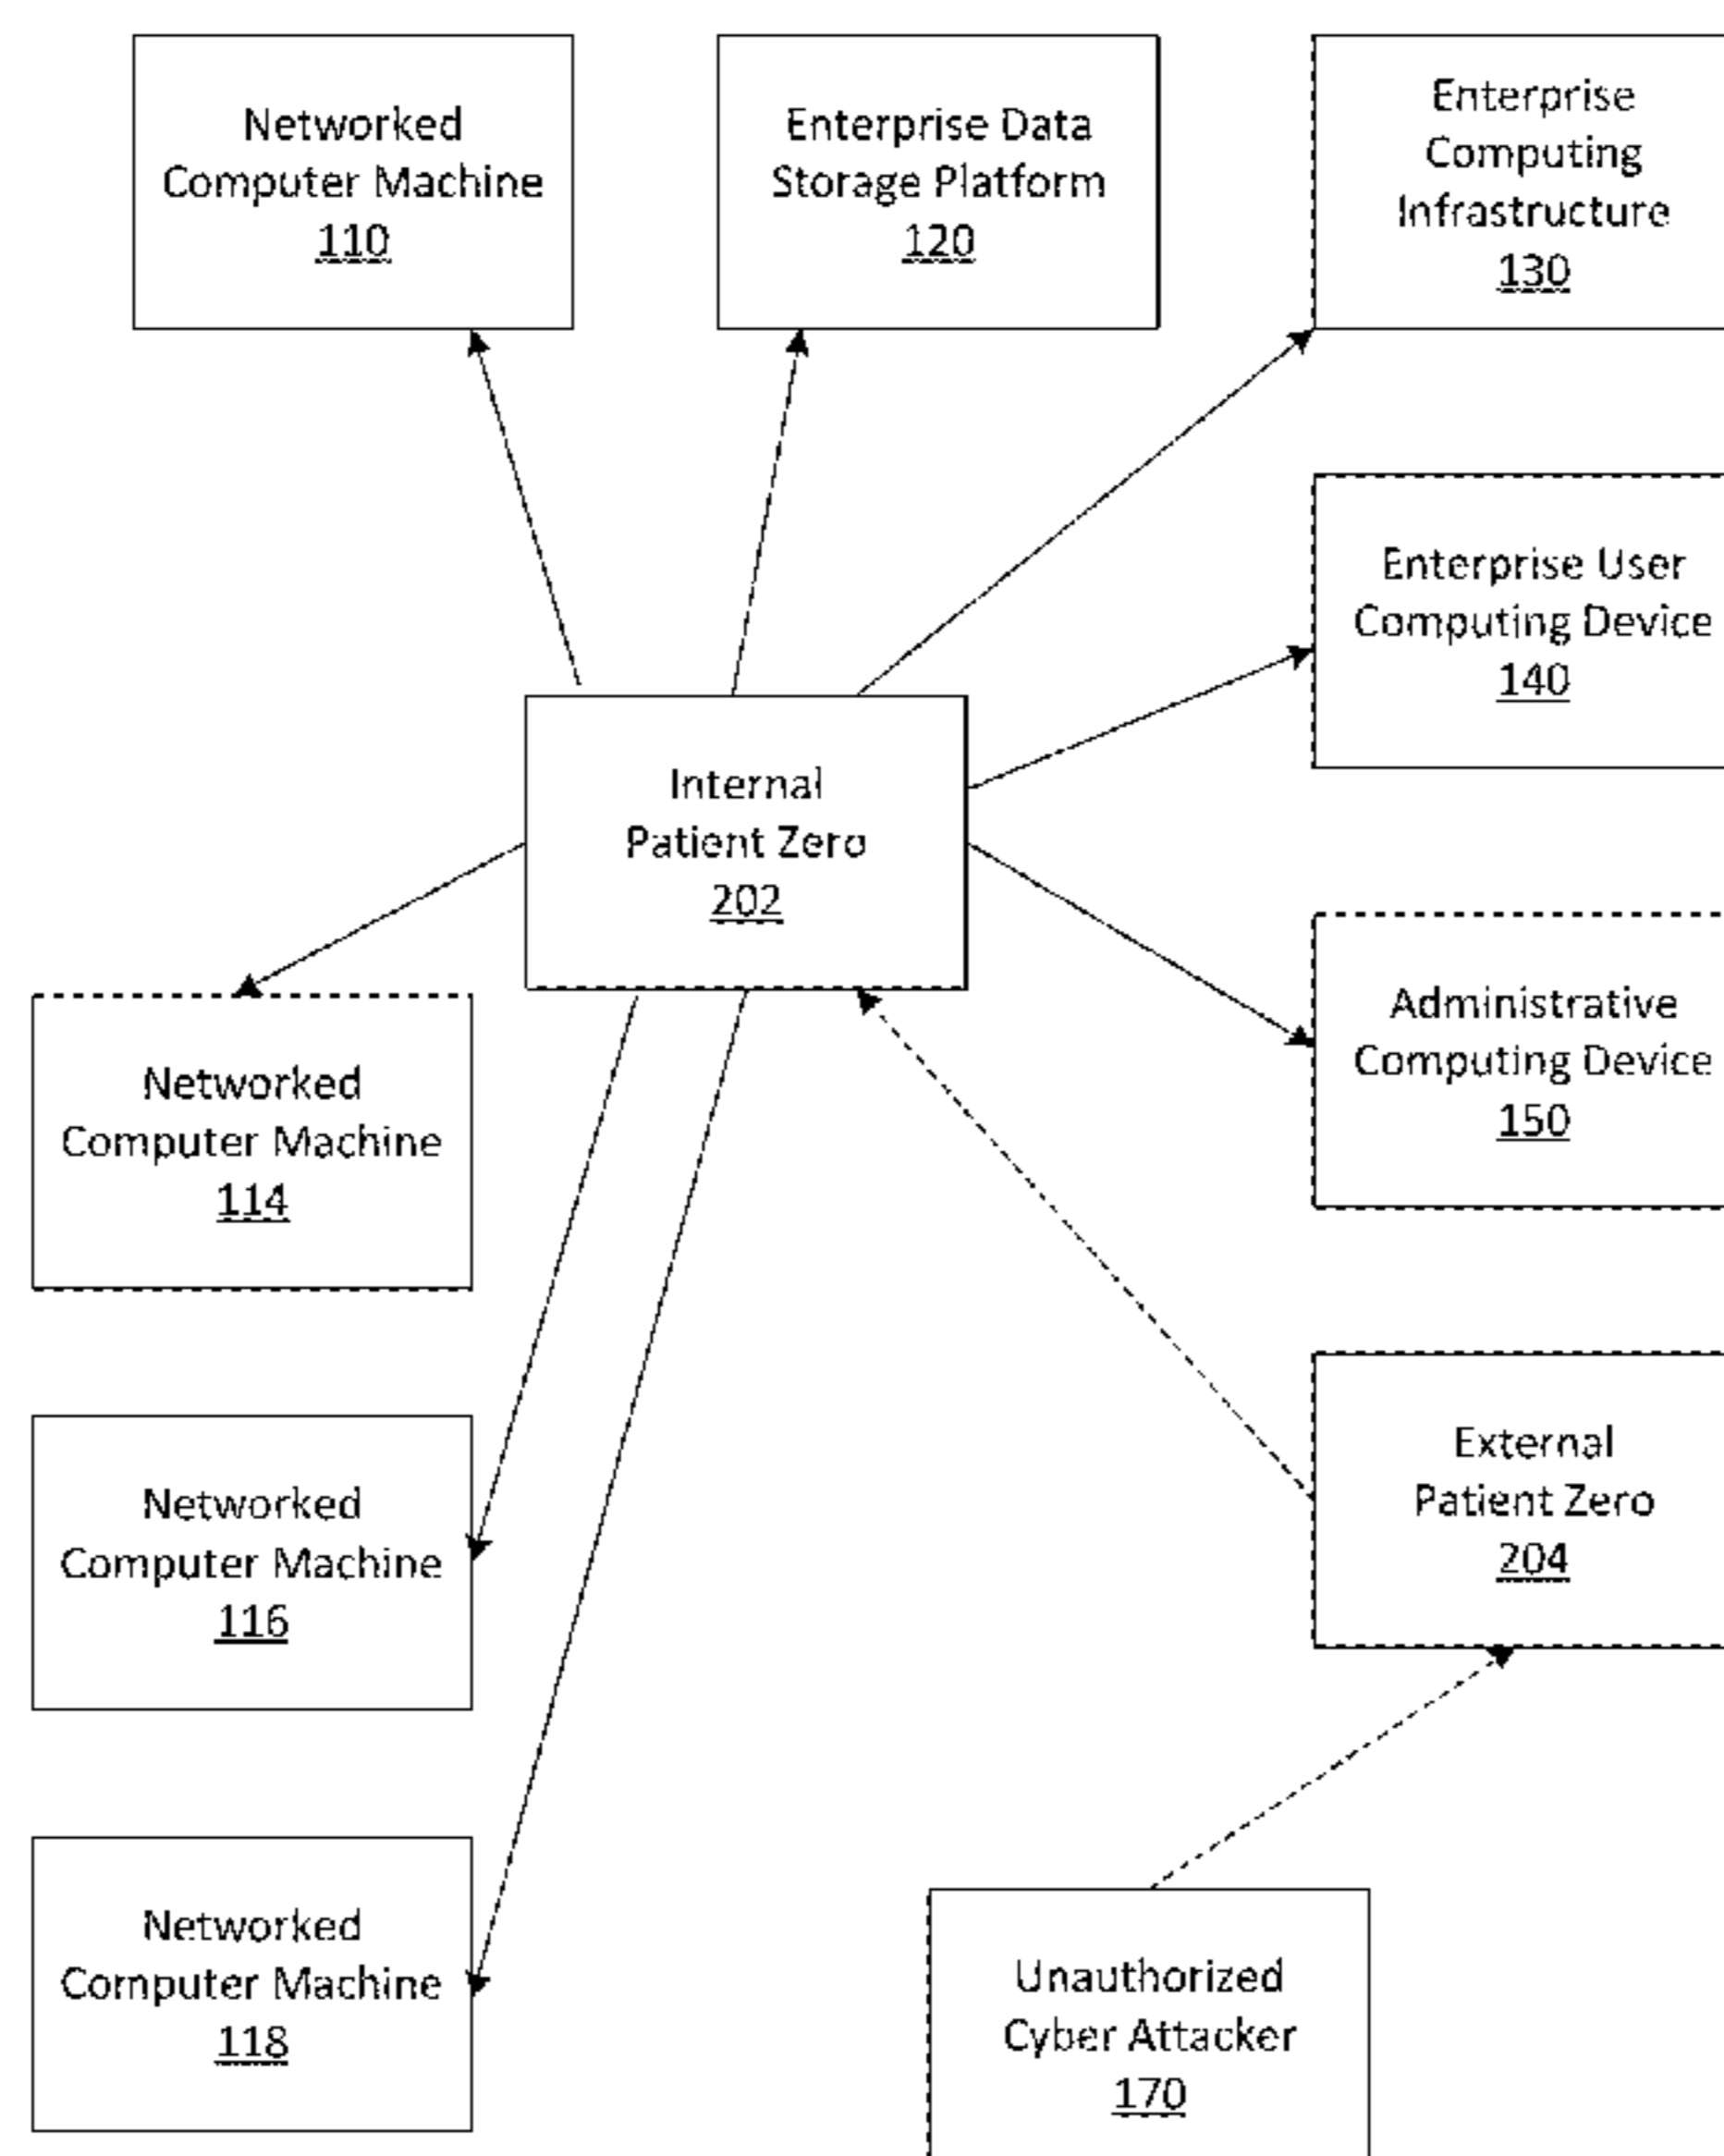 Networked
Computer Machine
110
Enterprise Data
Storage Platform
120
Enterprise
Computing
Infrastructure
130
Enterprise User
Computing Device
140
Internal
Patient Zero
202
Administrative
Computing Device
150
Networked
Computer Machine
114
External
Patient Zero
204
Networked
Computer Machine
116
Networked
Computer Machine
118
Unauthorized
Cyber Attacker
170